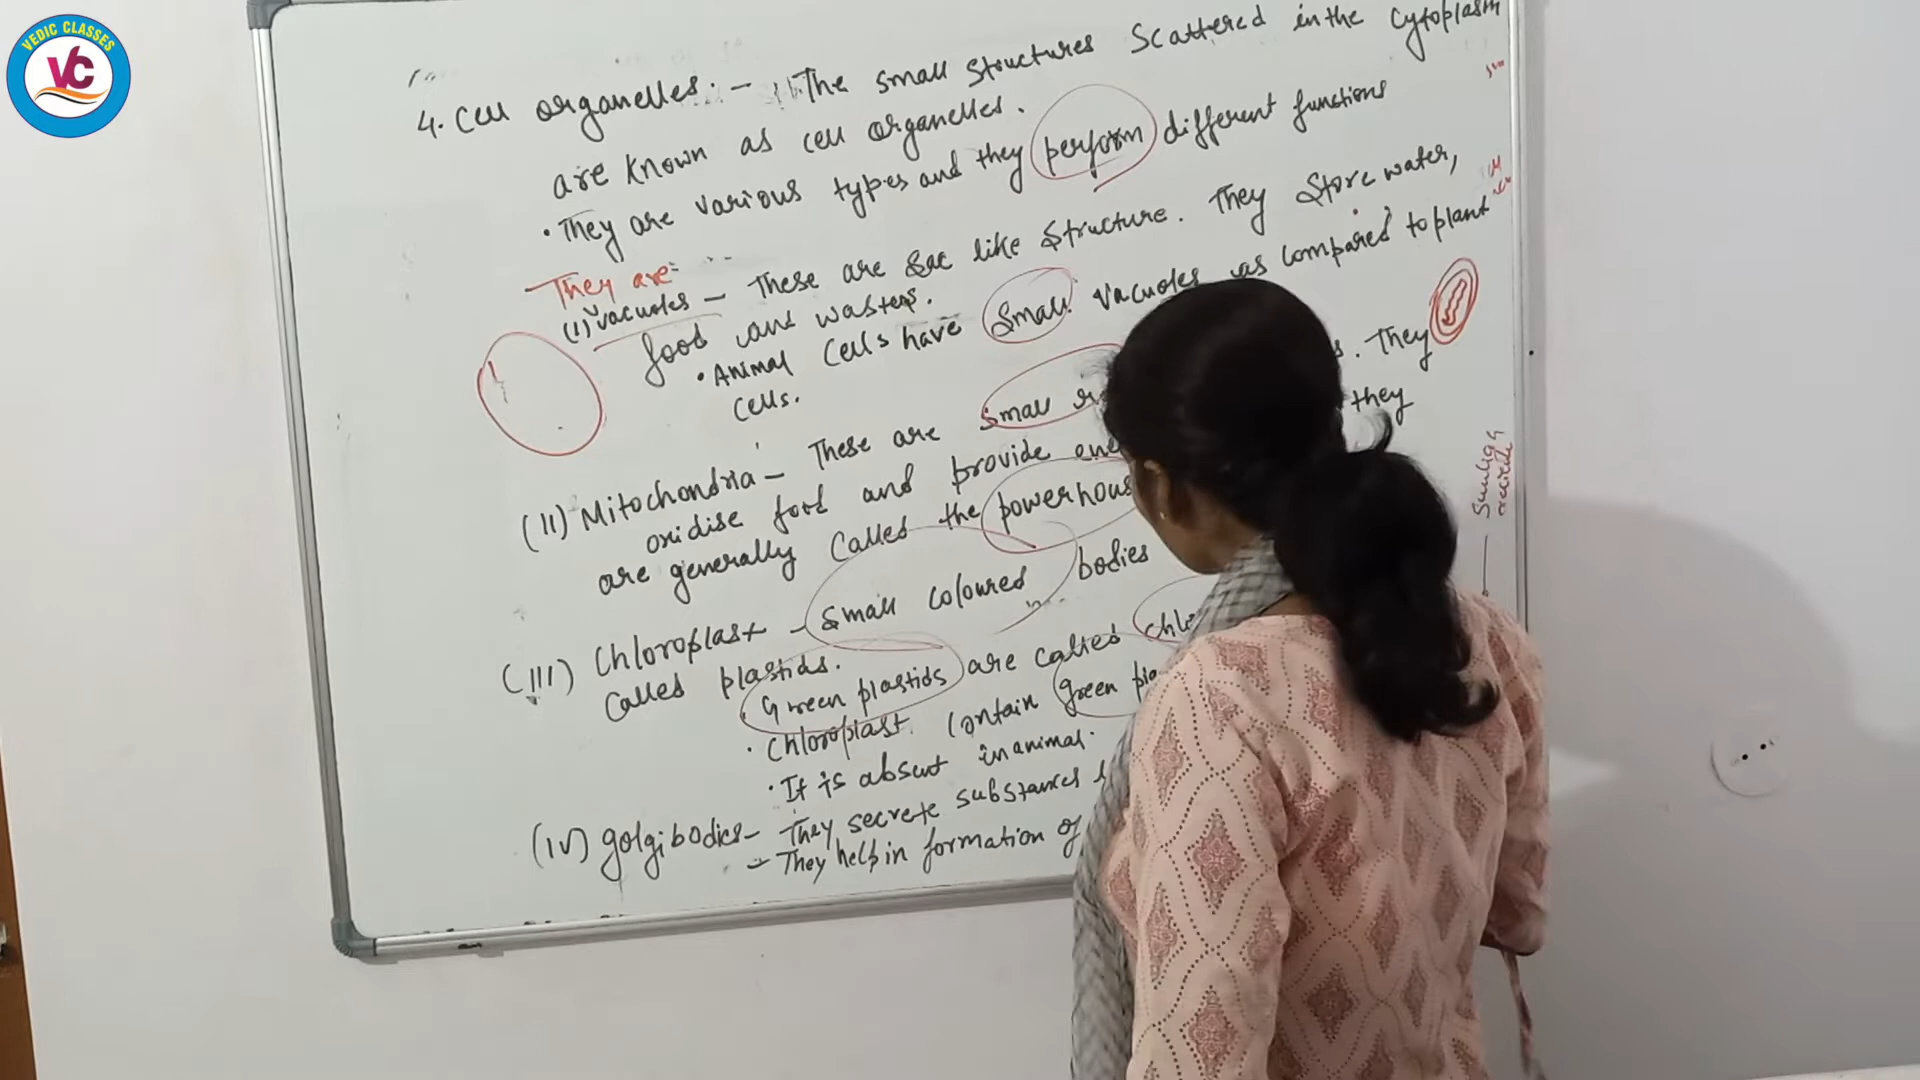 VEDIC CLASSES
VC
4. Cell organelles:- The small structures scattered in the cytoplasm
are known as cell organelles.
• They are various types and they perform different functions
They are:-
(I) Vacuoles - These are sac like structure. They store water,
food and wastes.
• Animal cells have small vacuoles as compared to plant
cells.
(II) Mitochondria - These are small
. They
oxidise food and provide
they
are generally called the
(III) Chloroplast - small coloured bodies
called plastids.
• Green plastids are called
• Chloroplast contain green
• It is absent in animal.
(IV) golgibodies - They secrete substances
- They help in formation of